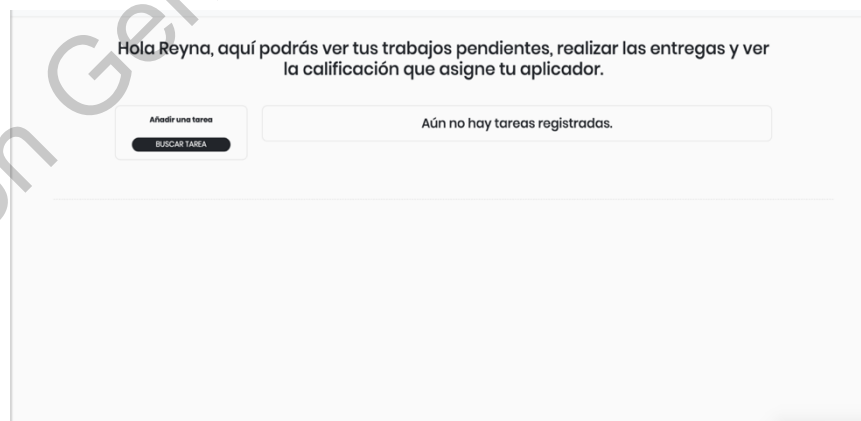 Hola Reyna, aquí podrás ver tus trabajos pendientes, realizar las entregas y ver
la calificación que asigne tu aplicador.
Añadir una tarea
BUSCAR TAREA
Aún no hay tareas registradas.